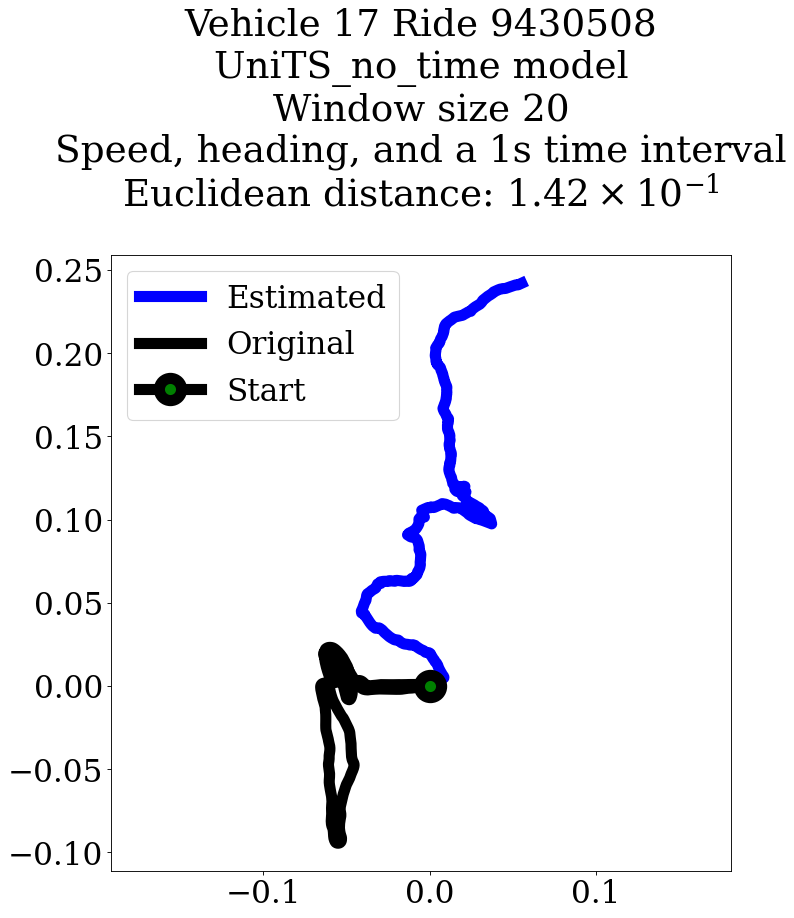 Vehicle 17 Ride 9430508
UniTS_no_time model
Window size 20
Speed, heading, and a 1s time interval
Euclidean distance: 1.42 × 10⁻¹
Estimated
Original
Start
0.25
0.20
0.15
0.10
0.05
0.00
−0.05
−0.10
−0.1
0.0
0.1